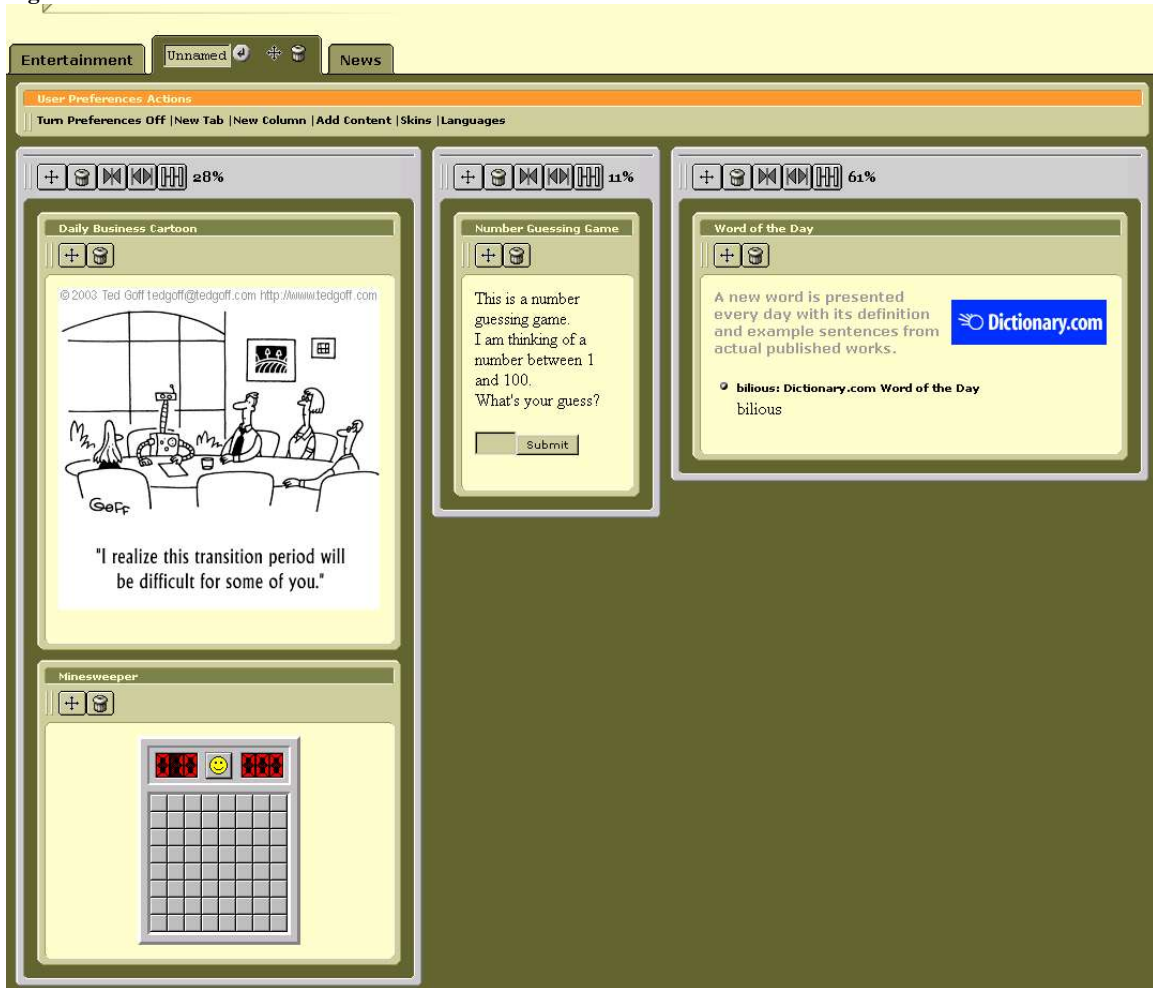 Entertainment
Unnamed
News
User Preferences Actions
Turn Preferences Off |New Tab |New Column |Add Content |Skins |Languages
28%
11%
61%
Daily Business Cartoon
© 2003 Ted Goff tedgoff@tedgoff.com http://www.tedgoff.com
GOFF
"I realize this transition period will
be difficult for some of you."
Minesweeper
Number Guessing Game
This is a number
guessing game.
I am thinking of a
number between 1
and 100.
What's your guess?
Submit
Word of the Day
A new word is presented
every day with its definition
and example sentences from
actual published works.
Dictionary.com
bilious: Dictionary.com Word of the Day
bilious